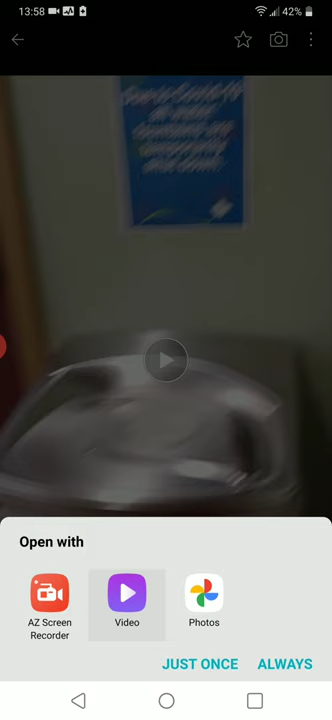 13:58
42%
Open with
AZ Screen
Recorder
Video
Photos
JUST ONCE
ALWAYS